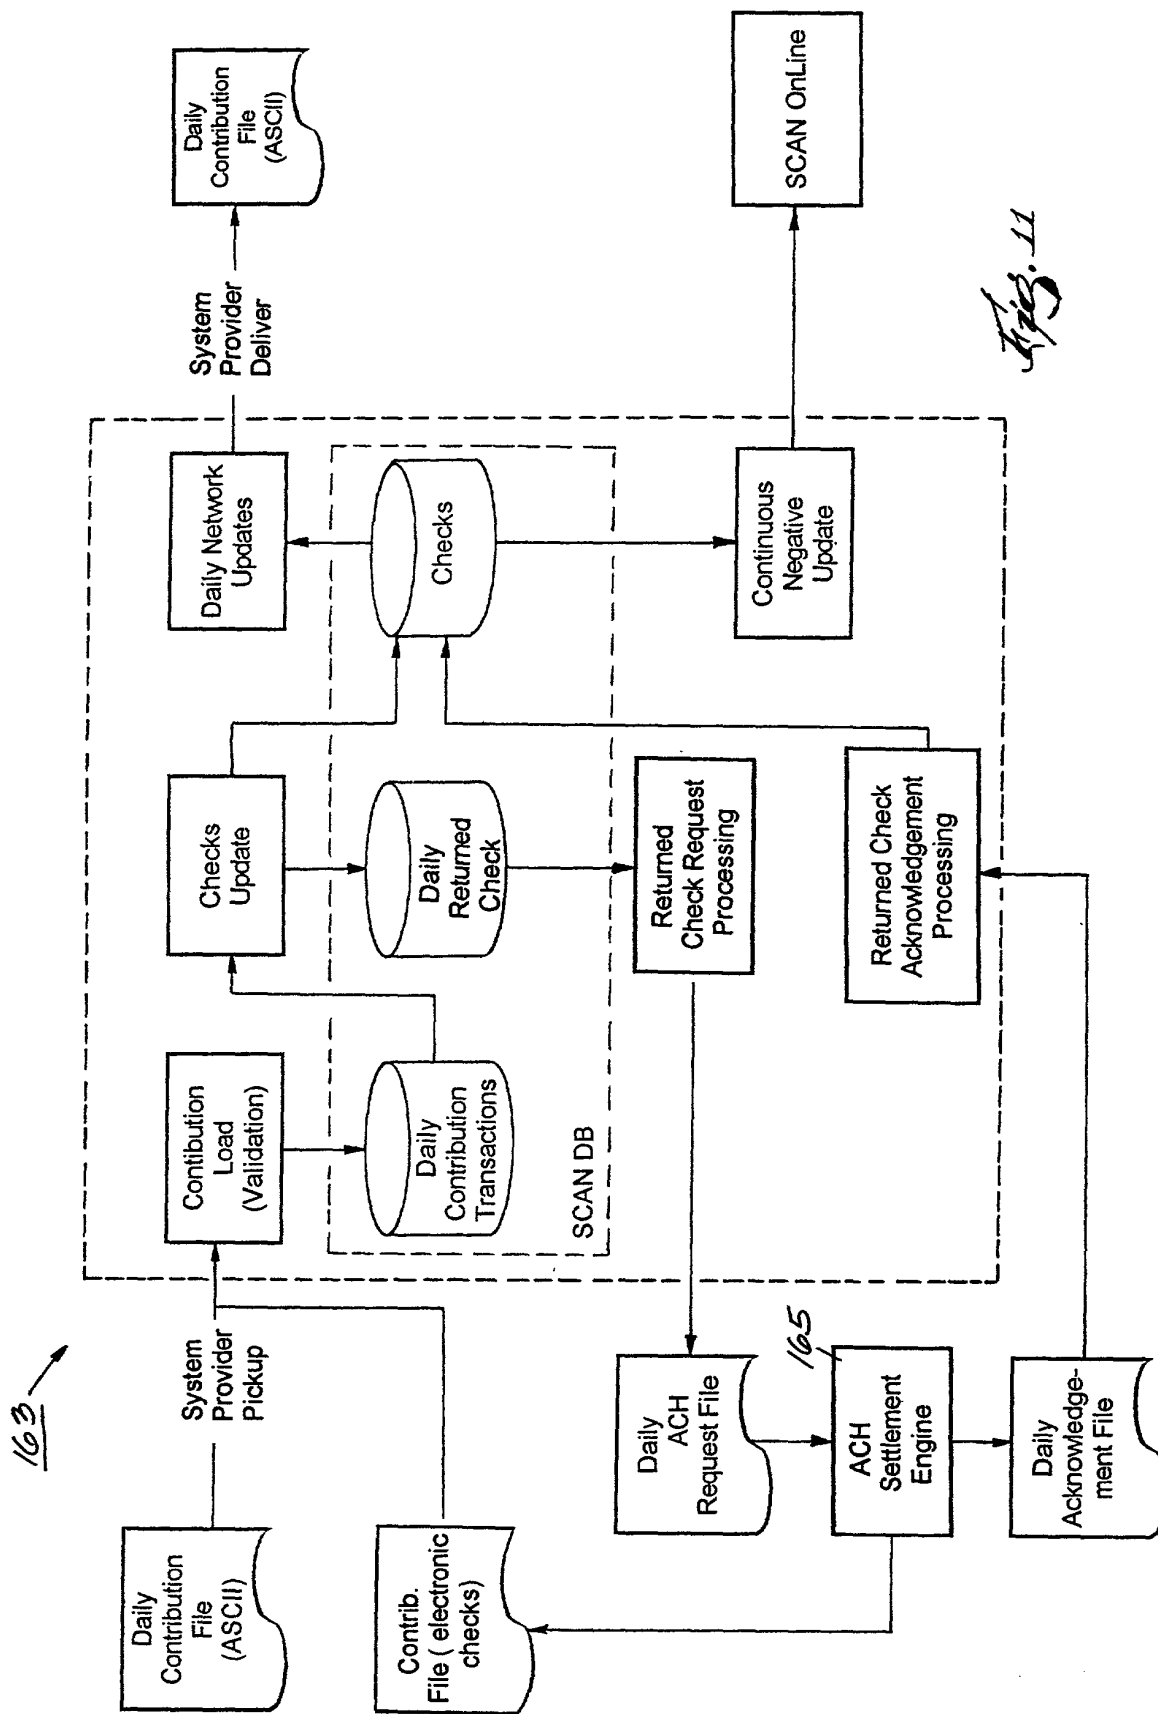 163
Daily
Contribution
File
(ASCII)
System
Provider
Pickup
Contibution
Load
(Validation)
Checks
Update
Daily Network
Updates
System
Provider
Deliver
Daily
Contribution
File
(ASCII)
Contrib.
File ( electronic
checks)
Daily
Contribution
Transactions
Daily
Returned
Check
Checks
SCAN DB
Daily
ACH
Request File
Returned
Check Request
Processing
Continuous
Negative
Update
SCAN OnLine
165
ACH
Settlement
Engine
Returned Check
Acknowledgement
Processing
Daily
Acknowledge-
ment File
Fig. 11